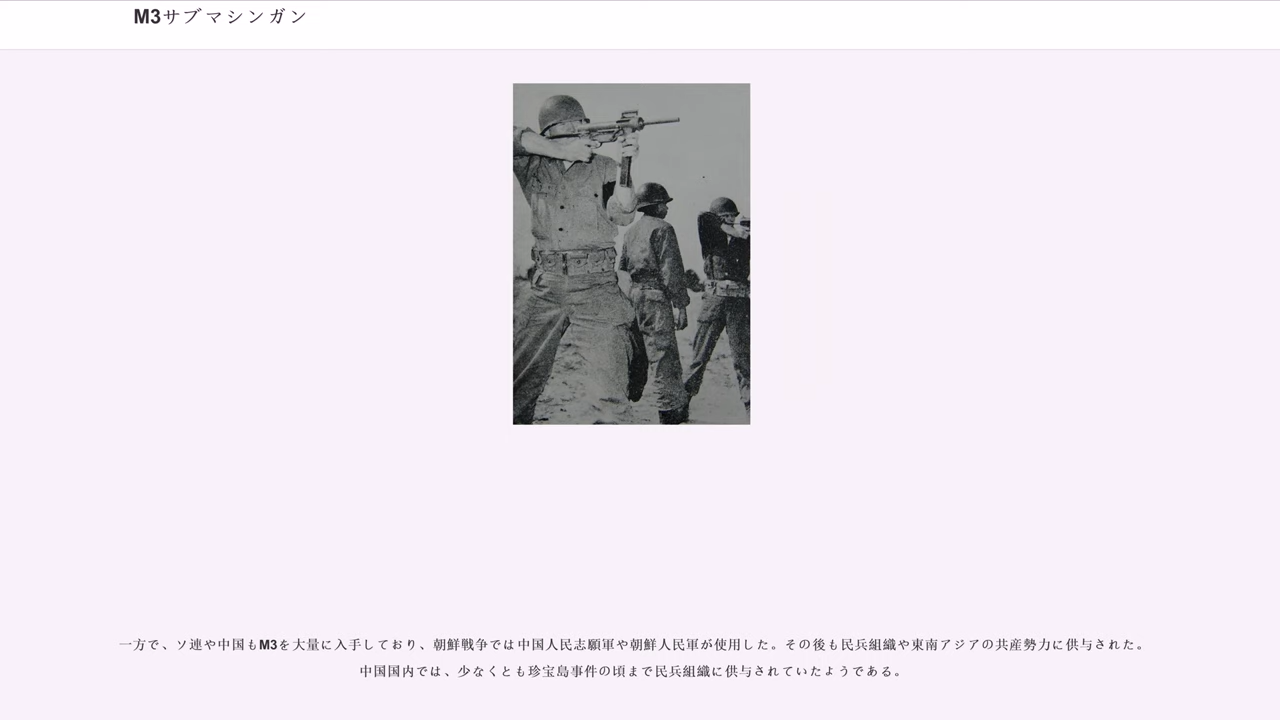 M3サブマシンガン
一方で、ソ連や中国もM3を大量に入手しており、朝鮮戦争では中国人民志願軍や朝鮮人民軍が使用した。その後も民兵組織や東南アジアの共産勢力に供与された。
中国国内では、少なくとも珍宝島事件の頃まで民兵組織に供与されていたようである。